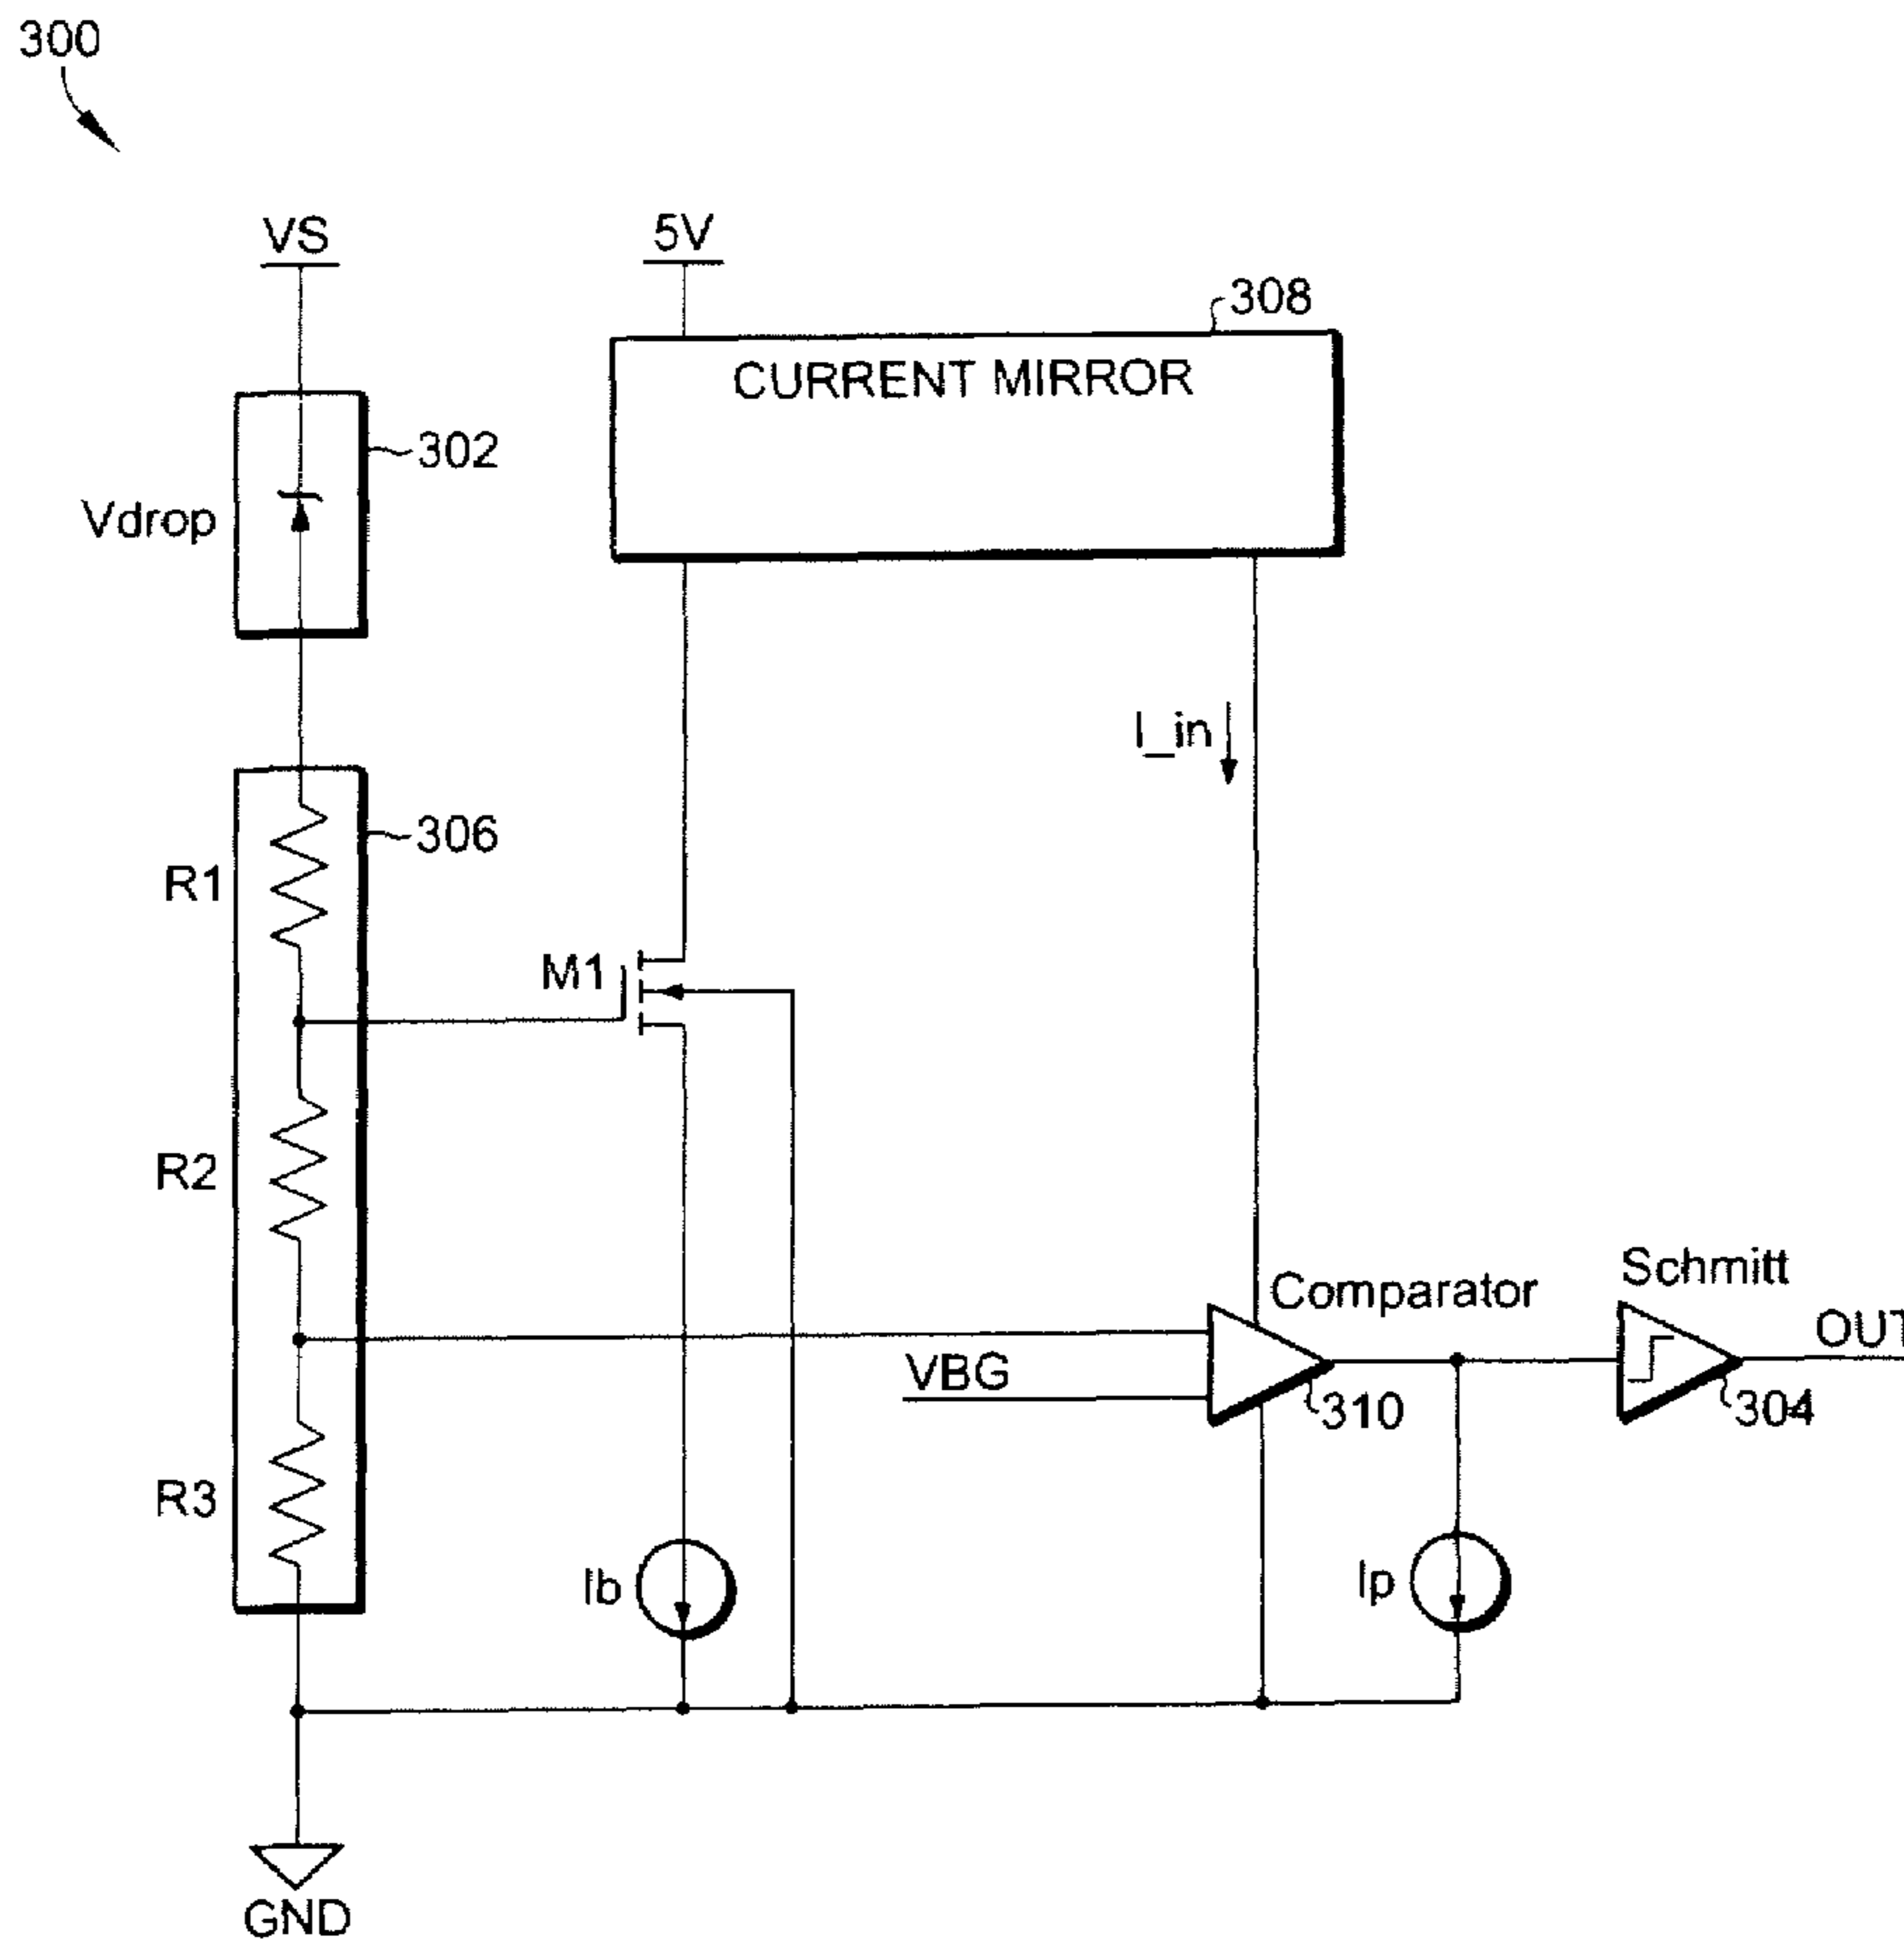 300
VS
5V
308
CURRENT MIRROR
302
Vdrop
I_in
306
R1
M1
R2
Comparator
Schmitt
OUT
VBG
310
304
R3
Ib
Ip
GND